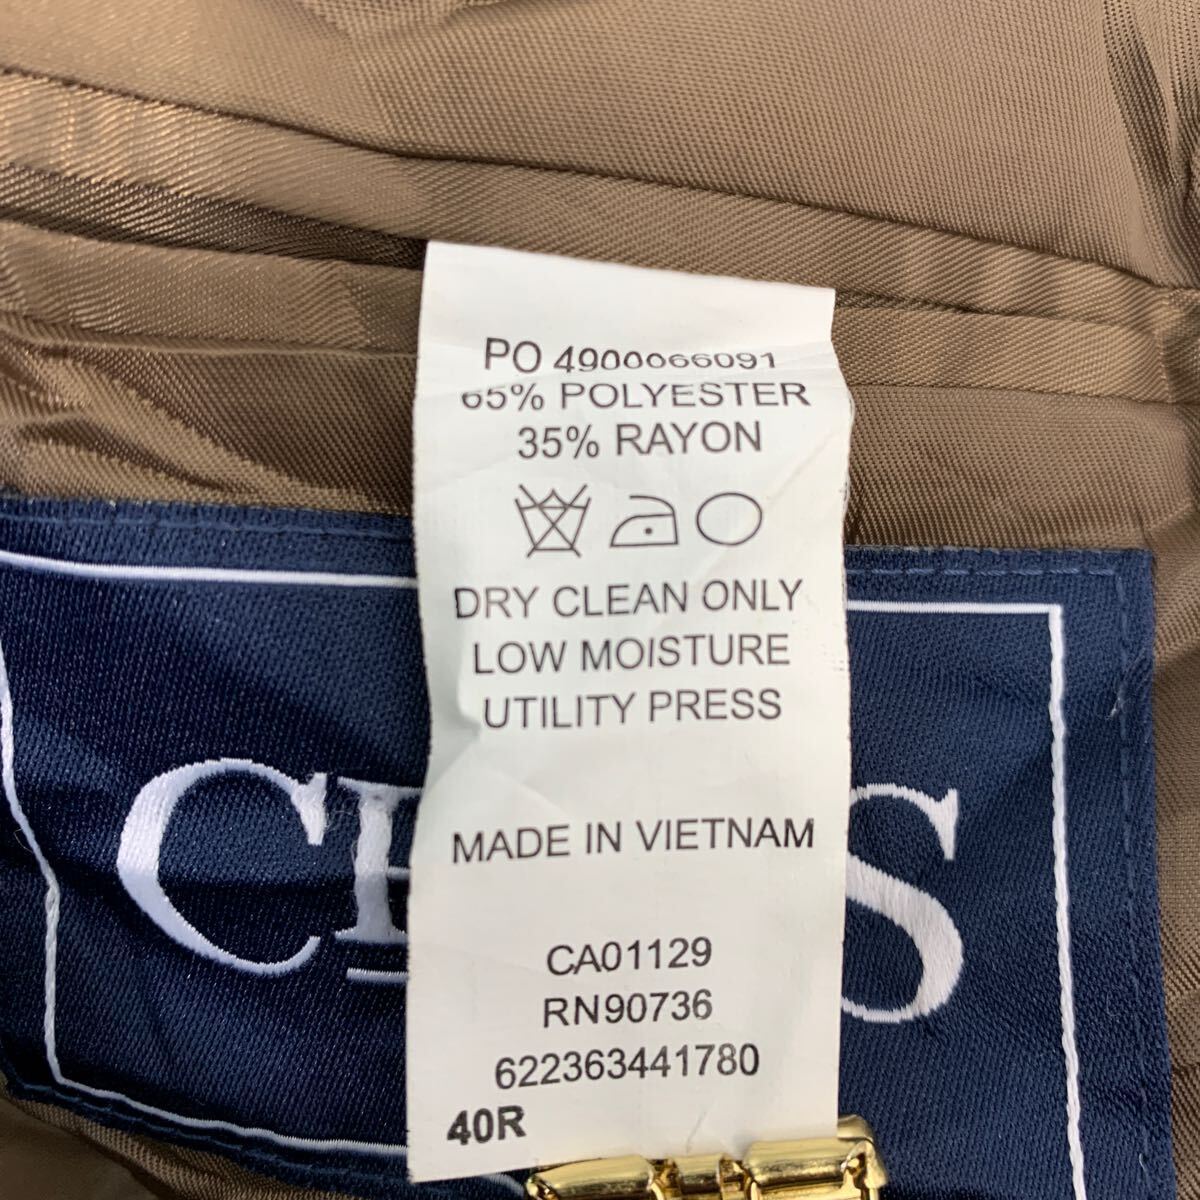 PO 4900066091
65% POLYESTER
35% RAYON
DRY CLEAN ONLY
LOW MOISTURE
UTILITY PRESS
MADE IN VIETNAM
CA01129
RN90736
622363441780
40R